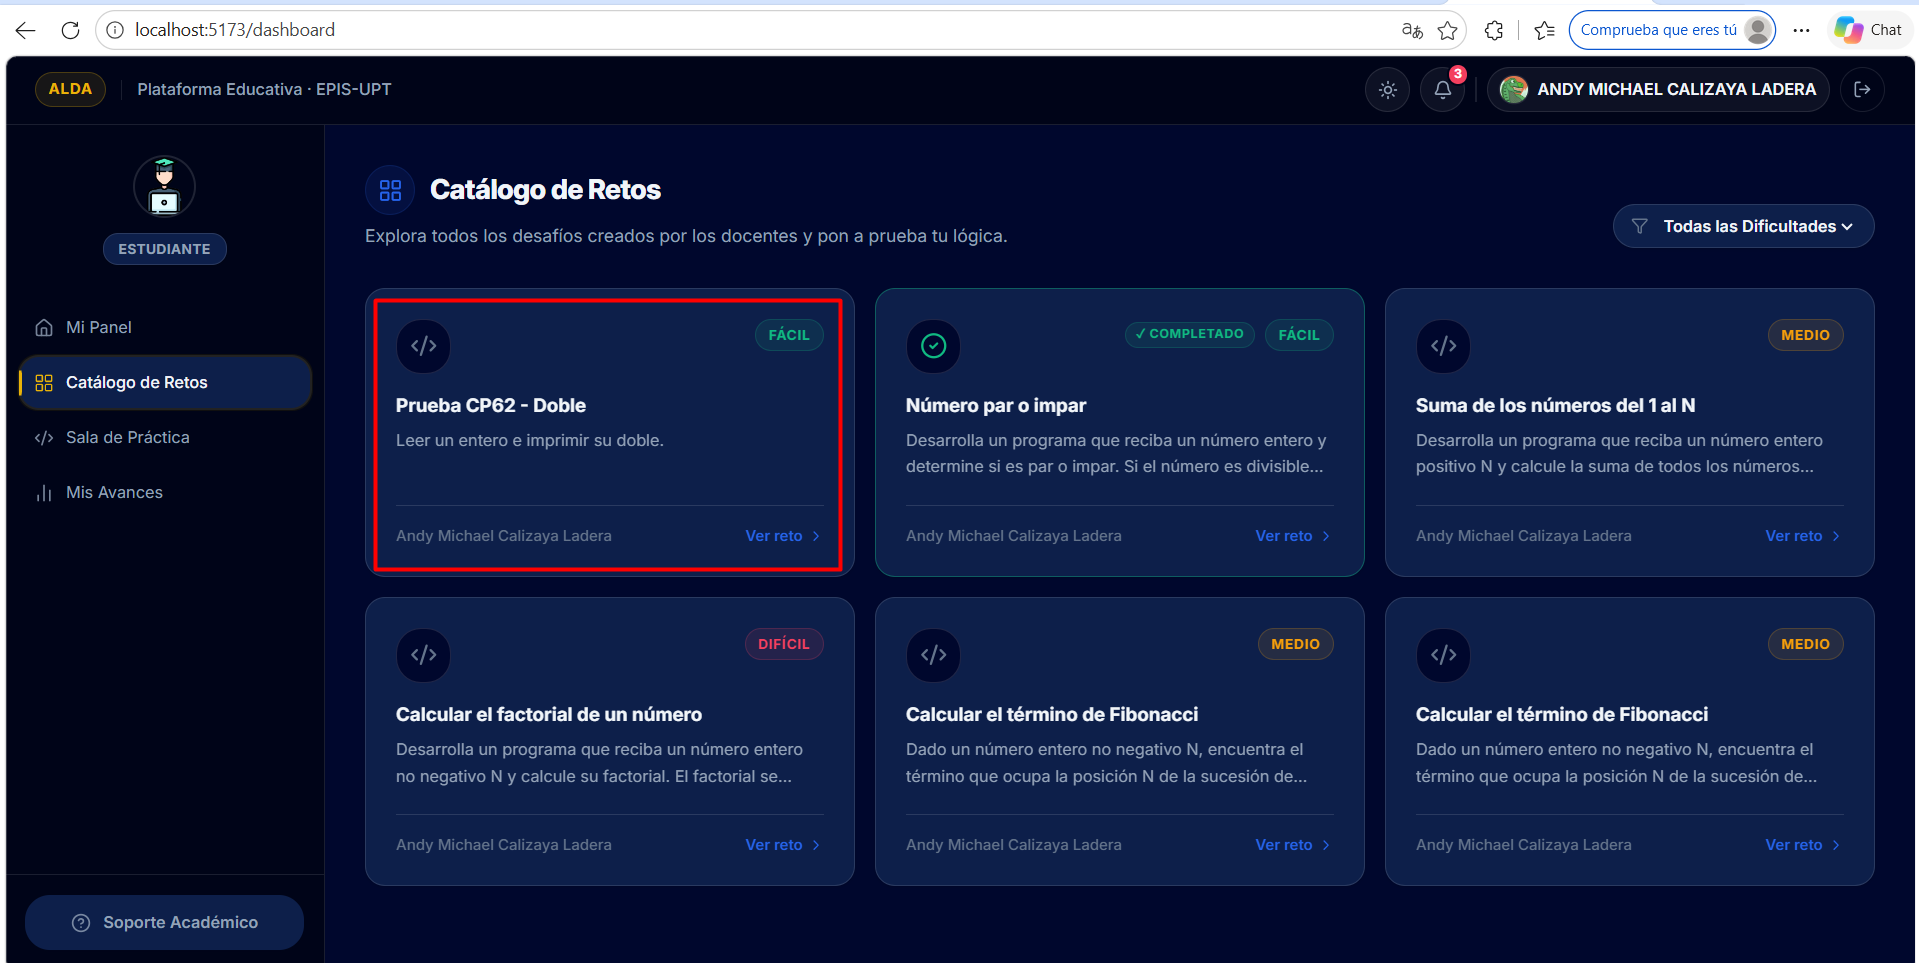 localhost:5173/dashboard
Comprueba que eres tú
Chat
ALDA
Plataforma Educativa · EPIS-UPT
3
ANDY MICHAEL CALIZAYA LADERA
ESTUDIANTE
Mi Panel
Catálogo de Retos
Sala de Práctica
Mis Avances
Soporte Académico
Catálogo de Retos
Explora todos los desafíos creados por los docentes y pon a prueba tu lógica.
Todas las Dificultades
FÁCIL
Prueba CP62 - Doble
Leer un entero e imprimir su doble.
Andy Michael Calizaya Ladera
Ver reto
✓ COMPLETADO
FÁCIL
Número par o impar
Desarrolla un programa que reciba un número entero y
determine si es par o impar. Si el número es divisible...
Andy Michael Calizaya Ladera
Ver reto
MEDIO
Suma de los números del 1 al N
Desarrolla un programa que reciba un número entero
positivo N y calcule la suma de todos los números...
Andy Michael Calizaya Ladera
Ver reto
DIFÍCIL
Calcular el factorial de un número
Desarrolla un programa que reciba un número entero
no negativo N y calcule su factorial. El factorial se...
Andy Michael Calizaya Ladera
Ver reto
MEDIO
Calcular el término de Fibonacci
Dado un número entero no negativo N, encuentra el
término que ocupa la posición N de la sucesión de...
Andy Michael Calizaya Ladera
Ver reto
MEDIO
Calcular el término de Fibonacci
Dado un número entero no negativo N, encuentra el
término que ocupa la posición N de la sucesión de...
Andy Michael Calizaya Ladera
Ver reto